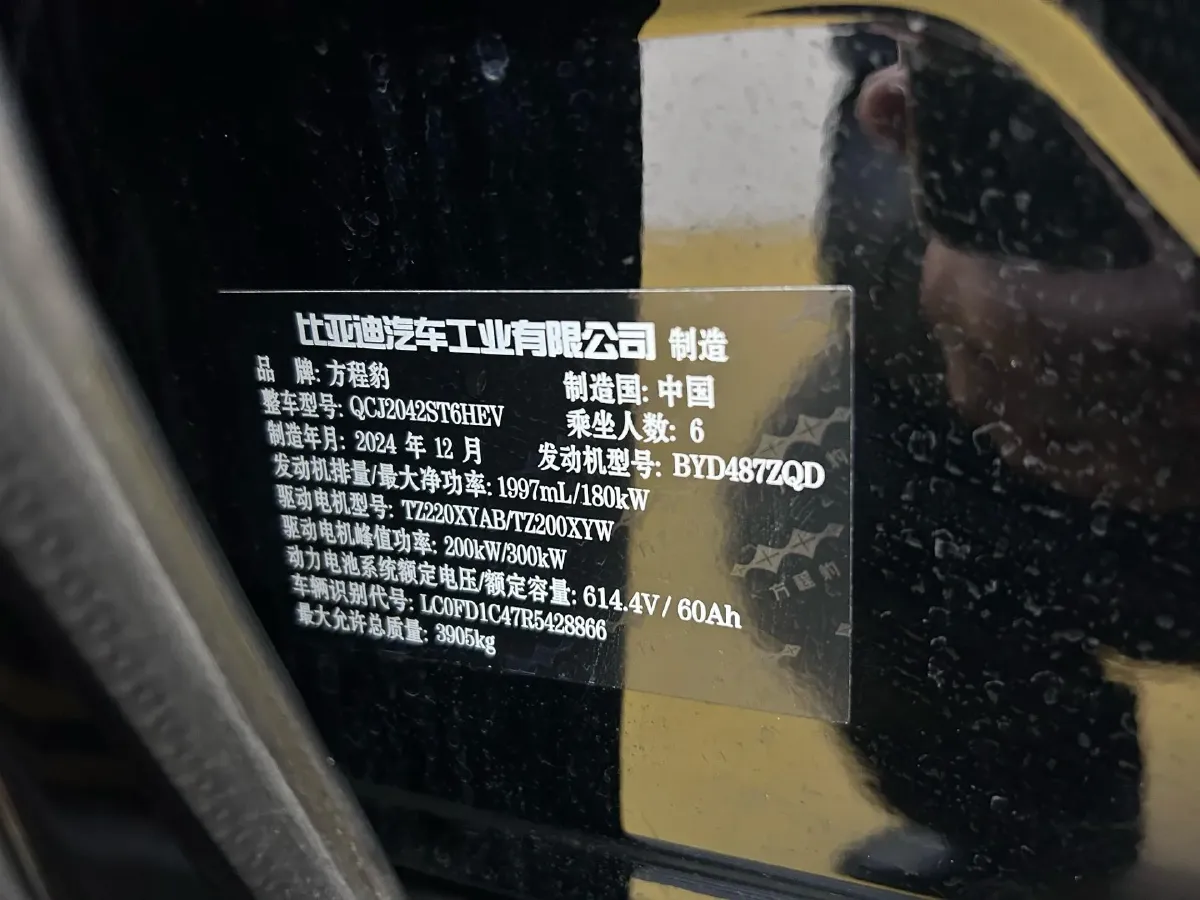 比亚迪汽车工业有限公司 制造
品 牌: 方程豹 制造国: 中国
整车型号: QCJ2042ST6HEV 乘坐人数: 6
制造年月: 2024 年 12 月 发动机型号: BYD487ZQD
发动机排量/最大净功率: 1997mL/180kW
驱动电机型号: TZ220XYAB/TZ200XYW
驱动电机峰值功率: 200kW/300kW
动力电池系统额定电压/额定容量: 614.4V / 60Ah
车辆识别代号: LC0FD1C47R5428866
最大允许总质量: 3905kg
方程豹